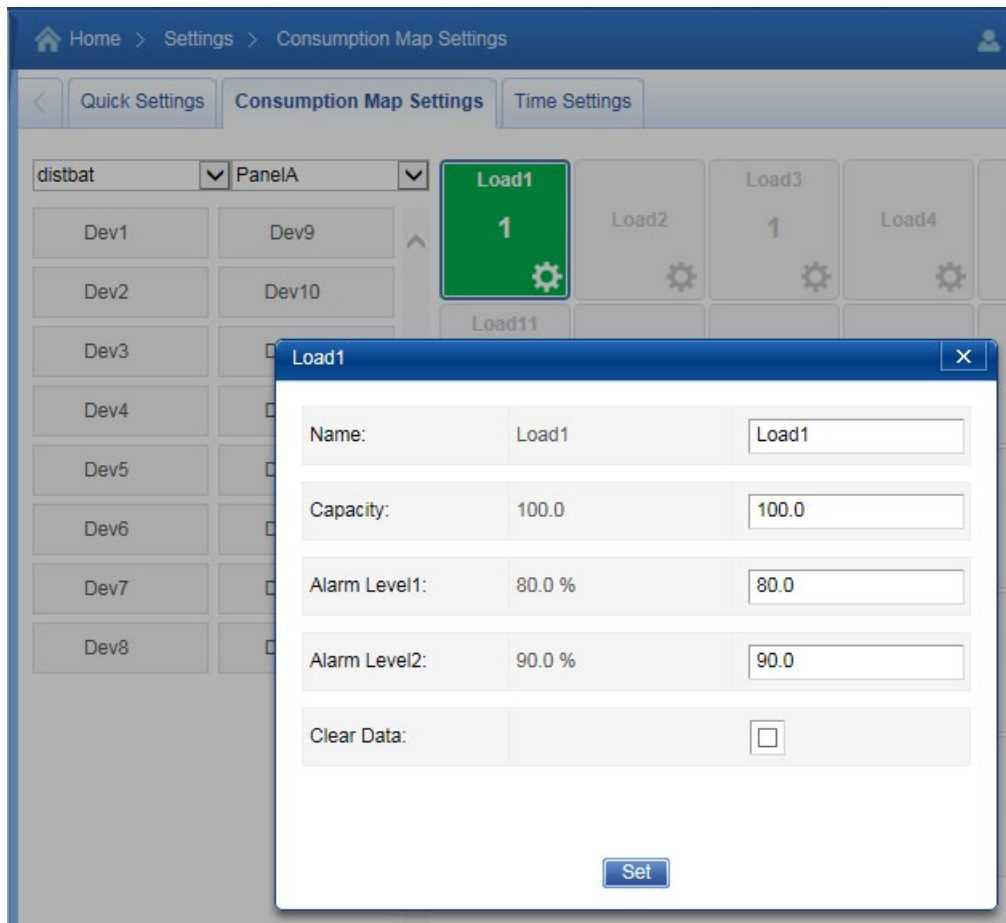 Home > Settings > Consumption Map Settings
Quick Settings Consumption Map Settings Time Settings
distbat PanelA
Load1 Load3
1 Load2 1 Load4
Dev1 Dev9
Dev2 Dev10
Load11
Dev3
Dev4
Dev5
Dev6
Dev7
Dev8
Load1
Name: Load1 Load1
Capacity: 100.0 100.0
Alarm Level1: 80.0 % 80.0
Alarm Level2: 90.0 % 90.0
Clear Data:
Set